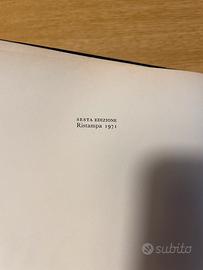 SESTA EDIZIONE
Ristampa 1971
subito